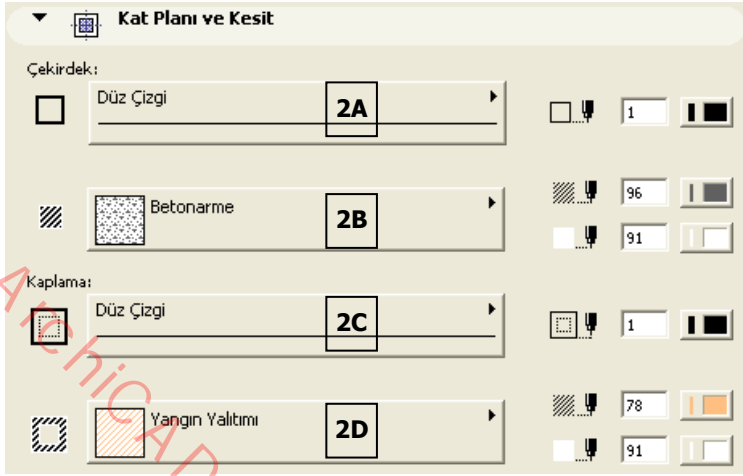 Kat Planı ve Kesit
Çekirdek:
Düz Çizgi 2A 1
Betonarme 2B 96
91
Kaplama:
Düz Çizgi 2C 1
Yangın Yalıtımı 2D 78
91
ArchiCAD